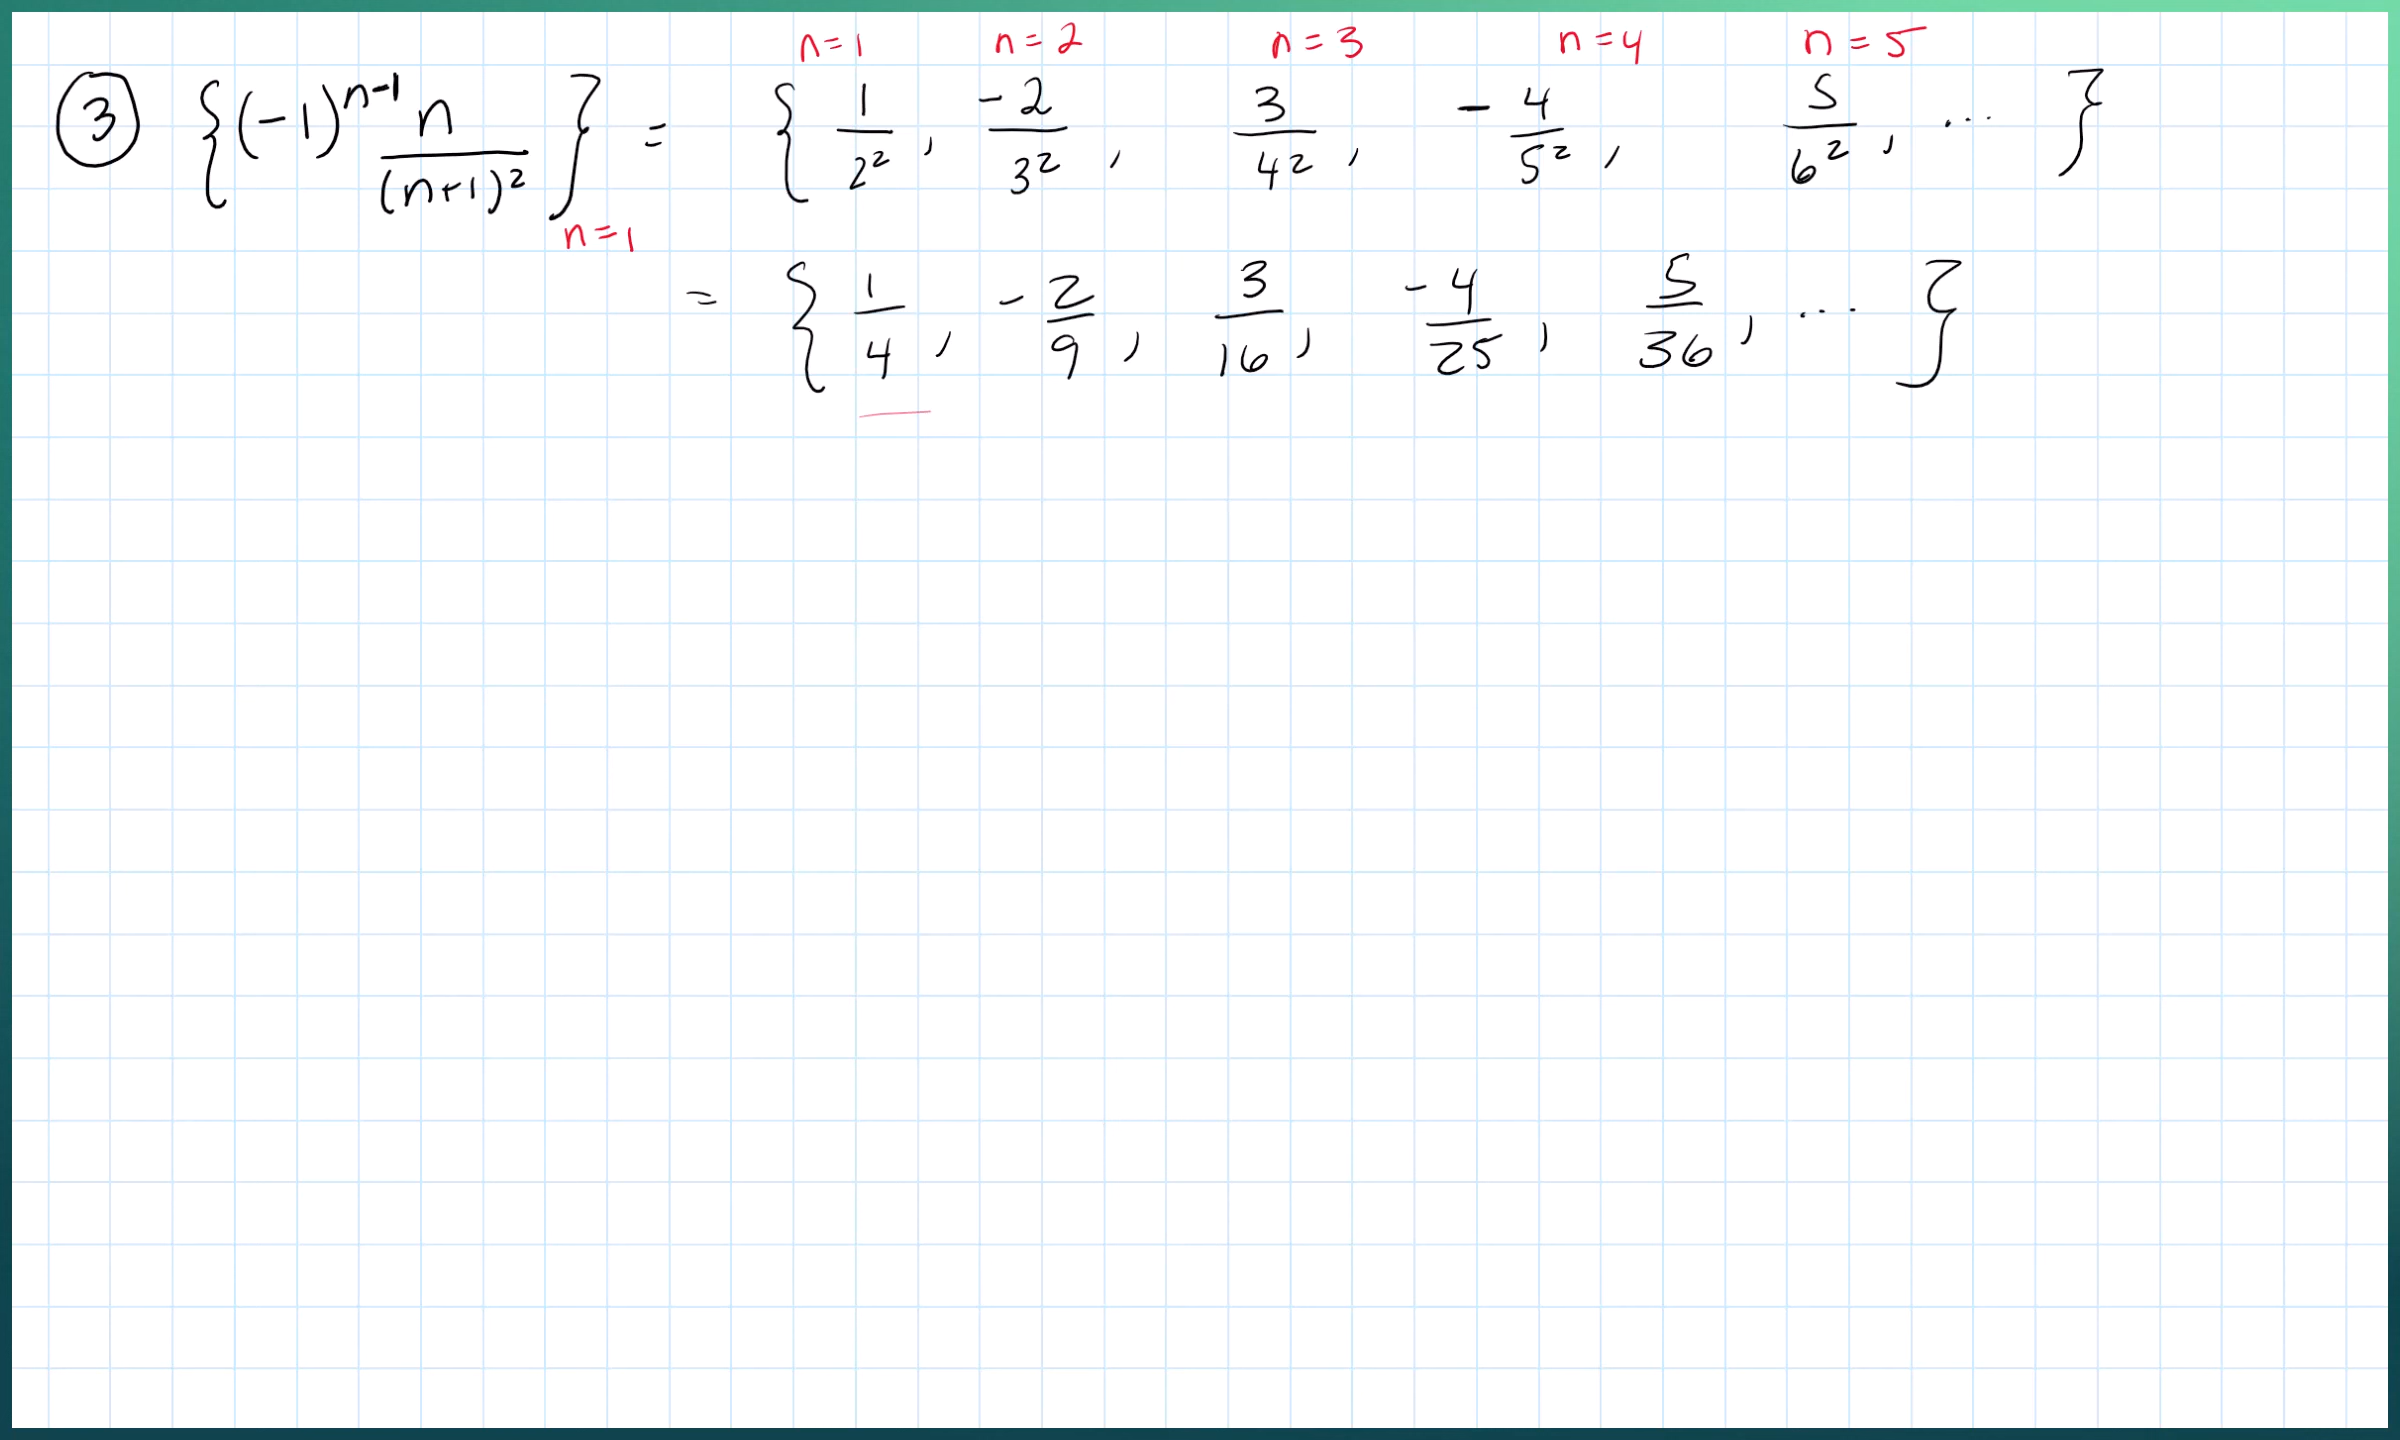 n=1 n=2 n=3 n=4 n=5
③ {(-1)^{n-1} n/(n+1)²}_{n=1} = {1/2², -2/3², 3/4², -4/5², 5/6², ...}
= {1/4, -2/9, 3/16, -4/25, 5/36, ...}